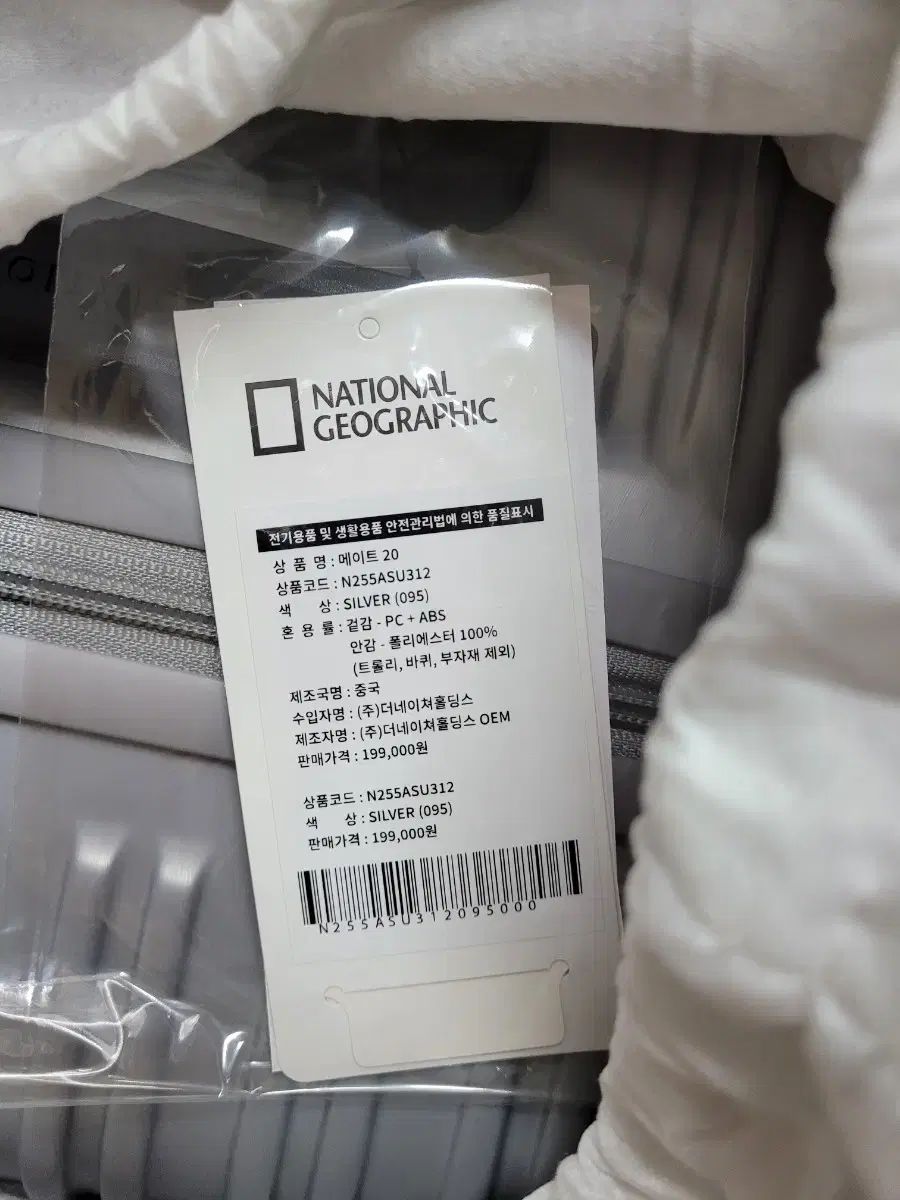 NATIONAL
GEOGRAPHIC
전기용품 및 생활용품 안전관리법에 의한 품질표시
상 품 명 : 메이트 20
상품코드 : N255ASU312
색 상 : SILVER (095)
혼 용 률 : 겉감 - PC + ABS
안감 - 폴리에스터 100%
(트롤리, 바퀴, 부자재 제외)
제조국명 : 중국
수입자명 : (주)더네이쳐홀딩스
제조자명 : (주)더네이쳐홀딩스 OEM
판매가격 : 199,000원
상품코드 : N255ASU312
색 상 : SILVER (095)
판매가격 : 199,000원
N255ASU312095000